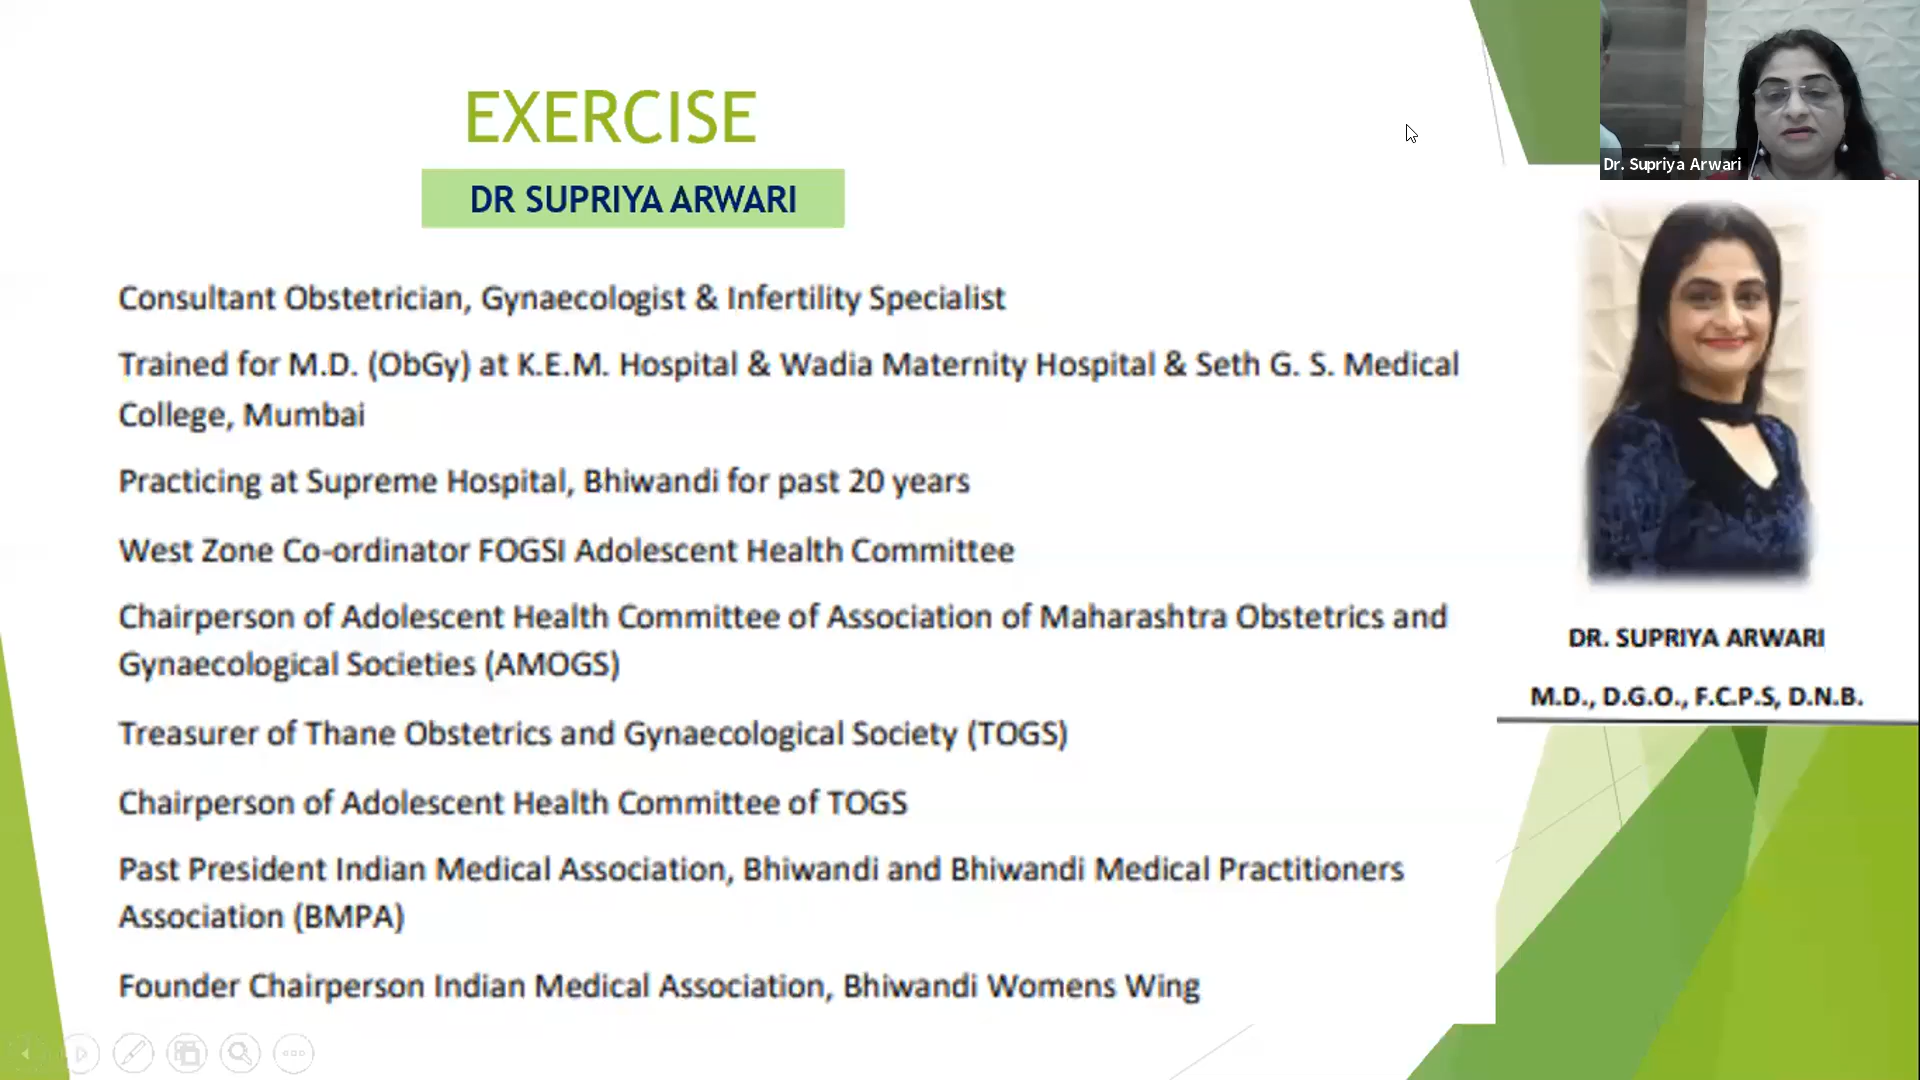 EXERCISE
DR SUPRIYA ARWARI
Consultant Obstetrician, Gynaecologist & Infertility Specialist
Trained for M.D. (ObGy) at K.E.M. Hospital & Wadia Maternity Hospital & Seth G. S. Medical
College, Mumbai
Practicing at Supreme Hospital, Bhiwandi for past 20 years
West Zone Co-ordinator FOGSI Adolescent Health Committee
Chairperson of Adolescent Health Committee of Association of Maharashtra Obstetrics and
Gynaecological Societies (AMOGS)
Treasurer of Thane Obstetrics and Gynaecological Society (TOGS)
Chairperson of Adolescent Health Committee of TOGS
Past President Indian Medical Association, Bhiwandi and Bhiwandi Medical Practitioners
Association (BMPA)
Founder Chairperson Indian Medical Association, Bhiwandi Womens Wing
Dr. Supriya Arwari
DR. SUPRIYA ARWARI
M.D., D.G.O., F.C.P.S, D.N.B.